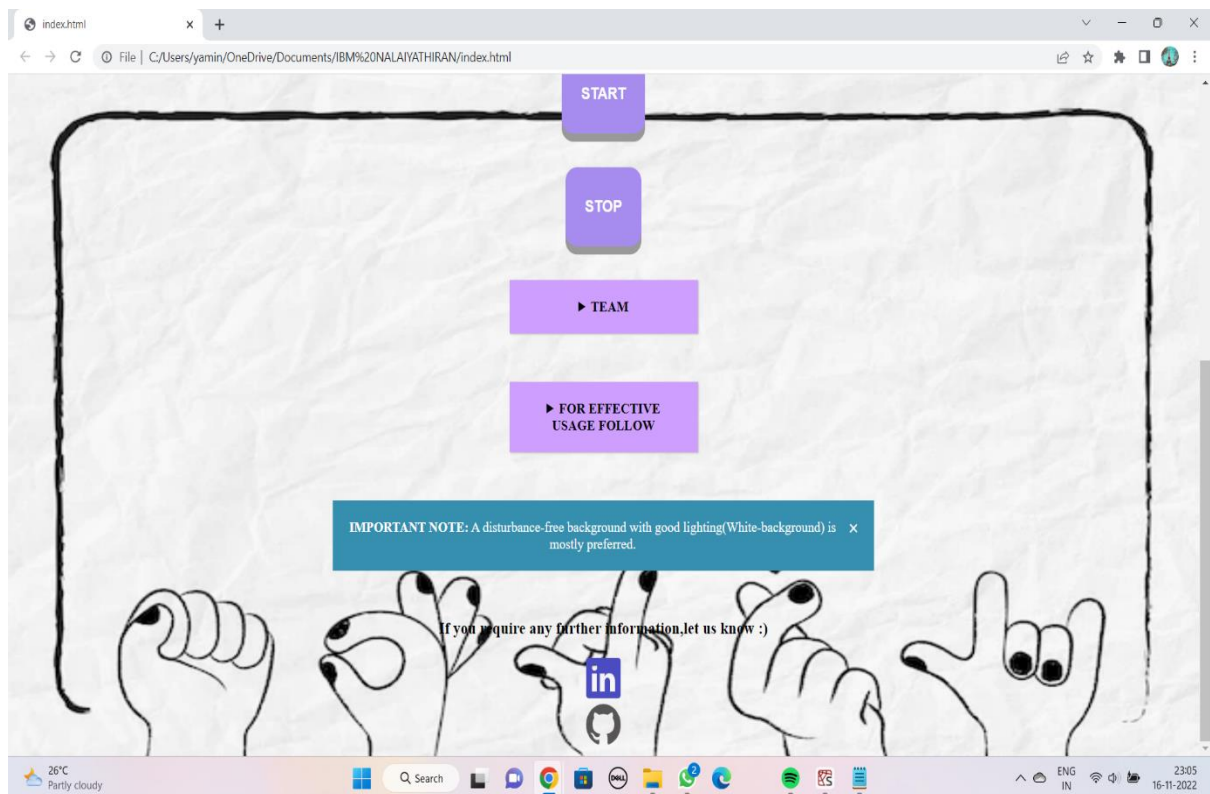 index.html
File | C:/Users/yamin/OneDrive/Documents/IBM%20NALAIYATHIRAN/index.html
START
STOP
TEAM
FOR EFFECTIVE
USAGE FOLLOW
IMPORTANT NOTE: A disturbance-free background with good lighting(White-background) is
mostly preferred.
If you require any further information,let us know :)
in
26°C
Partly cloudy
Search
DELL
2
ENG
IN
23:05
16-11-2022